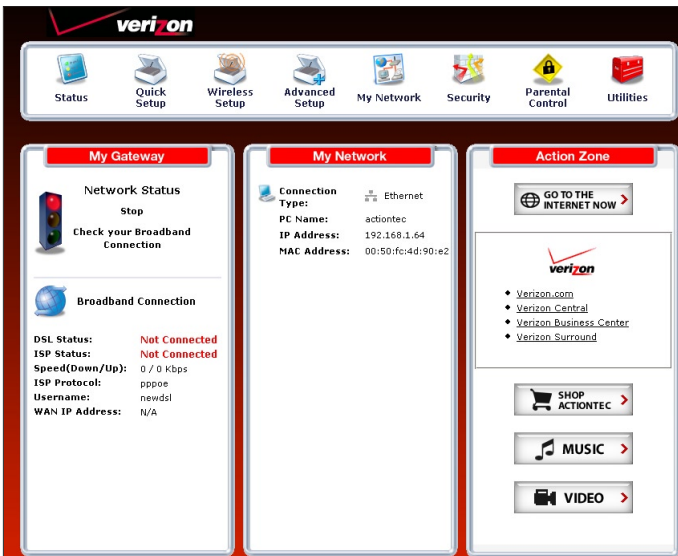 verizon
Status
Quick
Setup
Wireless
Setup
Advanced
Setup
My Network
Security
Parental
Control
Utilities
My Gateway
Network Status
Stop
Check your Broadband
Connection
Broadband Connection
DSL Status: Not Connected
ISP Status: Not Connected
Speed(Down/Up): 0 / 0 Kbps
ISP Protocol: pppoe
Username: newdsl
WAN IP Address: N/A
My Network
Connection
Type: Ethernet
PC Name: actiontec
IP Address: 192.168.1.64
MAC Address: 00:50:fc:4d:90:e2
Action Zone
GO TO THE
INTERNET NOW
verizon
Verizon.com
Verizon Central
Verizon Business Center
Verizon Surround
SHOP
ACTIONTEC
MUSIC
VIDEO